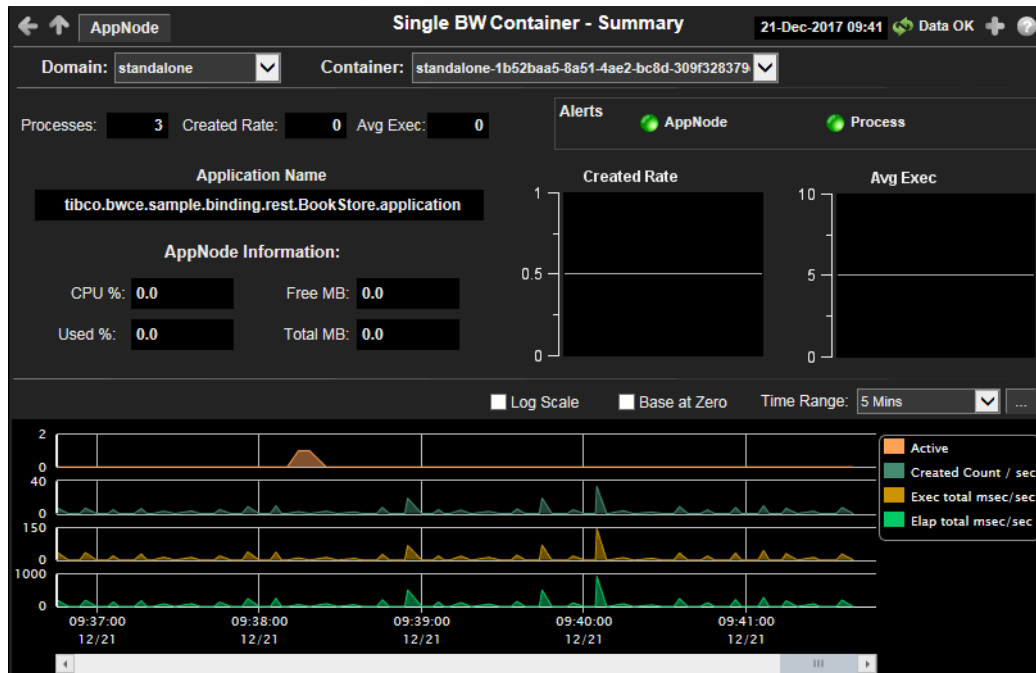 AppNode Single BW Container - Summary 21-Dec-2017 09:41 Data OK
Domain: standalone Container: standalone-1b52baa5-8a51-4ae2-bc8d-309f328379
Processes: 3 Created Rate: 0 Avg Exec: 0
Alerts AppNode Process
Application Name
tibco.bwce.sample.binding.rest.BookStore.application
AppNode Information:
CPU %: 0.0 Free MB: 0.0
Used %: 0.0 Total MB: 0.0
Created Rate
1
0.5
0
Avg Exec
10
5
0
Log Scale Base at Zero Time Range: 5 Mins ...
2
0
40
0
150
0
1000
0
09:37:00 09:38:00 09:39:00 09:40:00 09:41:00
12/21 12/21 12/21 12/21 12/21
Active
Created Count / sec
Exec total msec/sec
Elap total msec/sec